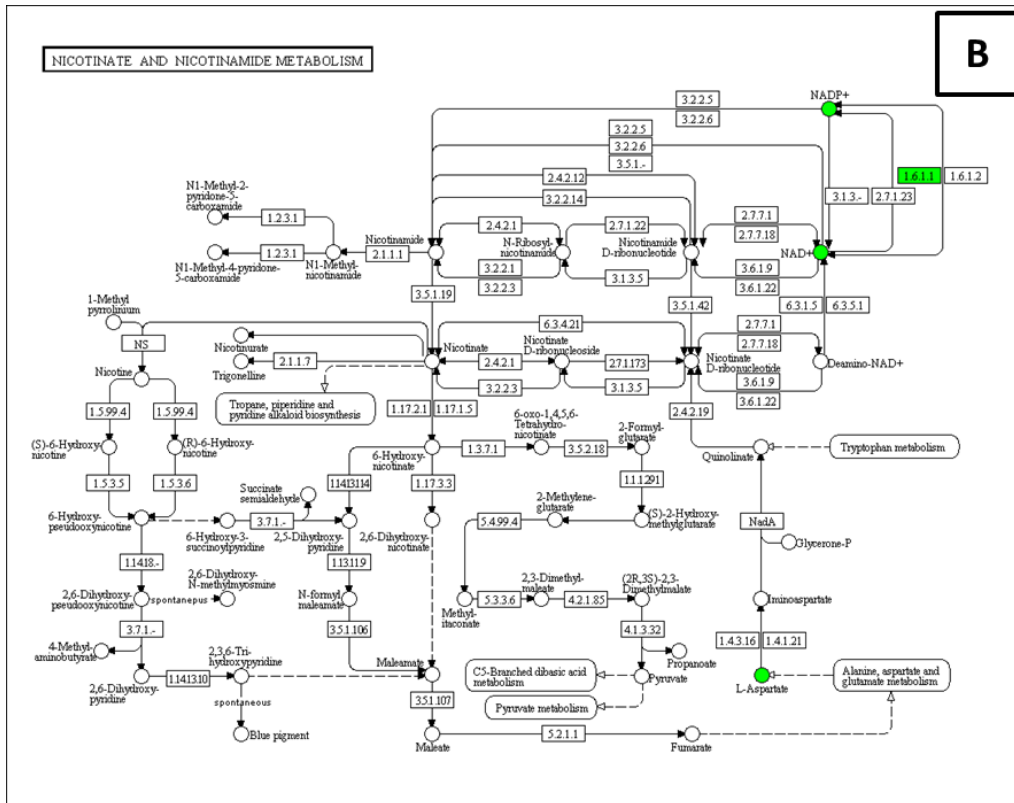 B
NICOTINATE AND NICOTINAMIDE METABOLISM
NADP+
3.2.2.5
3.2.2.6
3.2.2.5
3.2.2.6
3.5.1.-
2.4.2.12
3.2.2.14
1.6.1.1
1.6.1.2
3.1.3.-
2.7.1.23
N1-Methyl-2-
pyridone-5-
carboxamide
1.2.3.1
2.4.2.1
2.7.1.22
2.7.7.1
2.7.7.18
Nicotinamide
N-Ribosyl-
nicotinamide
Nicotinamide
D-ribonucleotide
NAD+
1.2.3.1
2.1.1.1
N1-Methyl-4-pyridone-
5-carboxamide
N1-Methyl-
nicotinamide
3.2.2.1
3.2.2.3
3.1.3.5
3.6.1.9
3.6.1.22
3.5.1.19
3.5.1.42
6.3.1.5
6.3.5.1
1-Methyl
pyrrolinium
NS
Nicotine
Nicotinurate
2.1.1.7
Trigonelline
6.3.4.21
Nicotinate
Nicotinate
D-ribonucleoside
2.4.2.1
2.7.1.173
3.2.2.3
3.1.3.5
2.7.7.1
2.7.7.18
Nicotinate
D-ribonucleotide
Deamino-NAD+
3.6.1.9
3.6.1.22
Tropane, piperidine and
pyridine alkaloid biosynthesis
1.5.99.4
1.5.99.4
1.17.2.1
1.17.1.5
2.4.2.19
(S)-6-Hydroxy
nicotine
(R)-6-Hydroxy-
nicotine
6-oxo-1,4,5,6-
Tetrahydro-
nicotinate
2-Formyl-
glutarate
6-Hydroxy-
nicotinate
1.3.7.1
3.5.2.18
Quinolinate
Tryptophan metabolism
1.5.3.5
1.5.3.6
1.14.13.114
1.17.3.3
1.1.1.291
Succinate
semialdehyde
2-Methylene-
glutarate
(S)-2-Hydroxy-
methylglutarate
6-Hydroxy-
pseudooxynicotine
6-Hydroxy-3-
succinoylpyridine
3.7.1.-
2,5-Dihydroxy-
pyridine
2,6-Dihydroxy-
nicotinate
5.4.99.4
NadA
Glycerone-P
1.14.18.-
1.13.11.9
2,6-Dihydroxy-
pseudooxynicotine
spontanepus
2,6-Dihydroxy-
N-methylmyosmine
N-formyl
maleamate
Methyl-
itaconate
5.3.3.6
2,3-Dimethyl-
maleate
4.2.1.85
(2R,3S)-2,3-
Dimethylmalate
Iminoaspartate
3.7.1.-
3.5.1.106
4.1.3.32
1.4.3.16
1.4.1.21
4-Methyl-
aminobutyrate
2,6-Dihydroxy-
pyridine
1.14.13.10
2,3,6-Tri-
hydroxypyridine
spontaneous
Blue pigment
Maleamate
Propanoate
Pyruvate
C5-Branched dibasic acid
metabolism
Pyruvate metabolism
L-Aspartate
Alanine, aspartate and
glutamate metabolism
3.5.1.107
Maleate
5.2.1.1
Fumarate